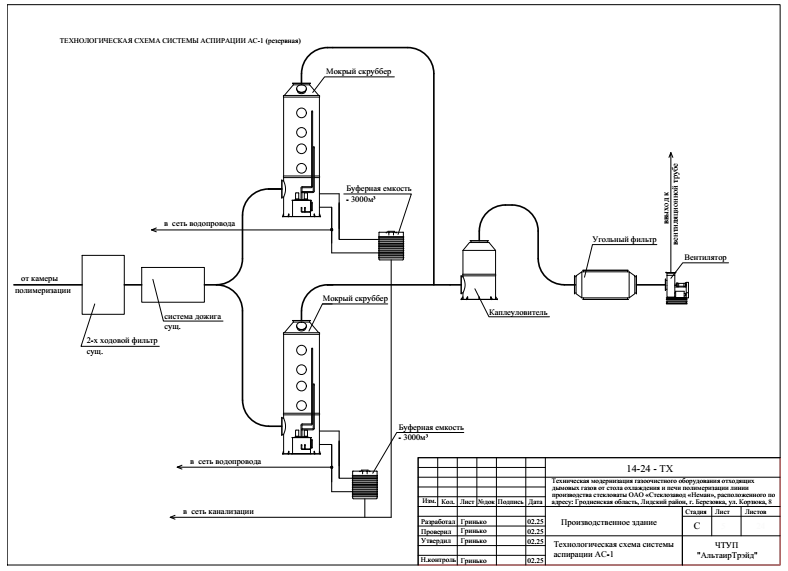 ТЕХНОЛОГИЧЕСКАЯ СХЕМА СИСТЕМЫ АСПИРАЦИИ АС-1 (резервная)
Мокрый скруббер
Буферная емкость
- 3000м³
в сеть водопровода
выход к
вентиляционной трубе
Угольный фильтр
Вентилятор
от камеры
полимеризации
система дожига
сущ.
2-х ходовой фильтр
сущ.
Мокрый скруббер
Каплеуловитель
Буферная емкость
- 3000м³
в сеть водопровода
в сеть канализации
14-24 - ТХ
Техническая модернизация газоочистного оборудования отходящих
дымовых газов от стола охлаждения и печи полимеризации линии
производства стекловаты ОАО «Стеклозавод «Неман», расположенного по
адресу: Гродненская область, Лидский район, г. Березовка, ул. Корзюка, 8
Изм. Кол. Лист №док Подпись Дата
Разработал Гринько 02.25
Проверил Гринько 02.25
Утвердил Гринько 02.25
Н.контроль Гринько 02.25
Производственное здание
Стадия Лист Листов
С
Технологическая схема системы
аспирации АС-1
ЧТУП
"АльтаирТрэйд"